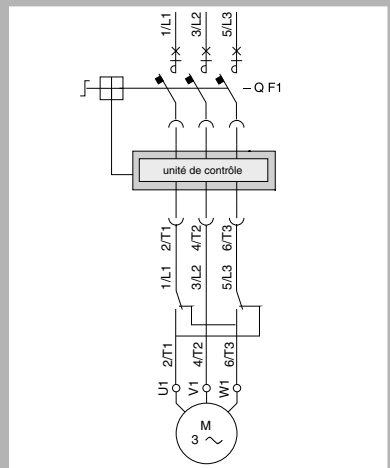 1/L1 3/L2 5/L3
– Q F1
unité de contrôle
2/T1 4/T2 6/T3
1/L1 3/L2 5/L3
2/T1 4/T2 6/T3
U1 V1 W1
M
3 ~